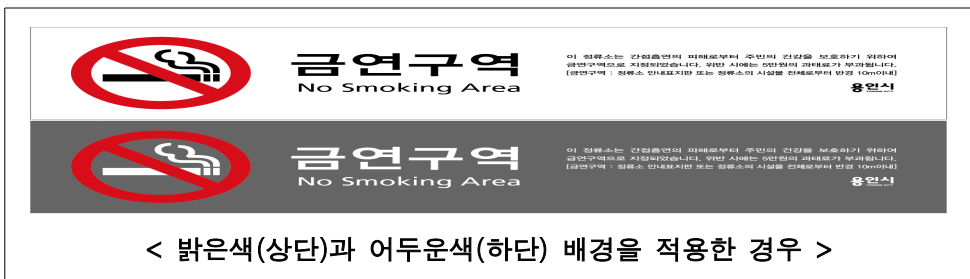 금연구역
No Smoking Area
이 정류소는 간접흡연의 피해로부터 주민의 건강을 보호하기 위하여
금연구역으로 지정되었습니다. 위반 시에는 5만원의 과태료가 부과됩니다.
[금연구역 : 정류소 안내표지판 또는 정류소의 시설물 전체로부터 반경 10m이내]
용인시
금연구역
No Smoking Area
이 정류소는 간접흡연의 피해로부터 주민의 건강을 보호하기 위하여
금연구역으로 지정되었습니다. 위반 시에는 5만원의 과태료가 부과됩니다.
[금연구역 : 정류소 안내표지판 또는 정류소의 시설물 전체로부터 반경 10m이내]
용인시
< 밝은색(상단)과 어두운색(하단) 배경을 적용한 경우 >